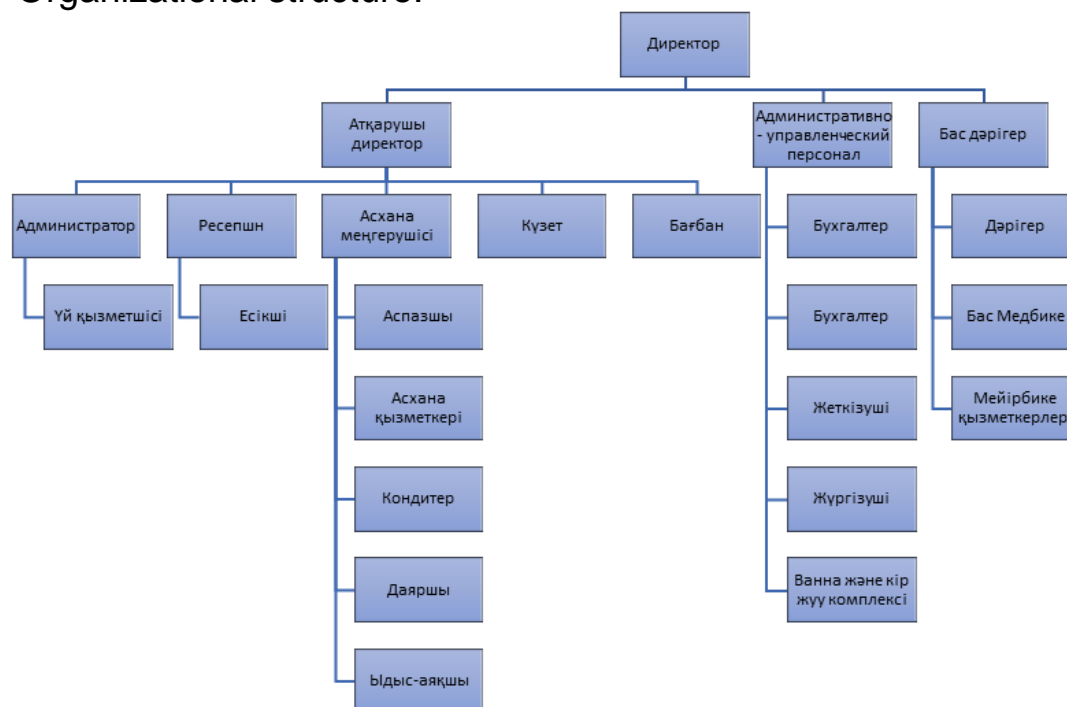 Organizational structure:
Директор
Атқарушы
директор
Административно
- управленческий
персонал
Бас дәрігер
Администратор
Ресепшн
Асхана
меңгерушісі
Күзет
Бағбан
Бухгалтер
Дәрігер
Үй қызметшісі
Есікші
Аспазшы
Бухгалтер
Бас Медбике
Асхана
қызметкері
Жеткізуші
Мейірбике
қызметкерлер
Кондитер
Жүргізуші
Даяршы
Ванна және кір
жуу комплексі
Ыдыс-аяқшы